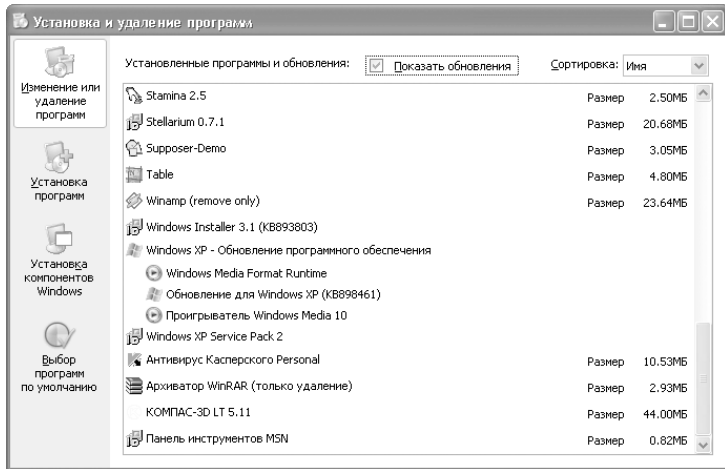 Установка и удаление программ
Изменение или
удаление
программ
Установка
программ
Установка
компонентов
Windows
Выбор
программ
по умолчанию
Установленные программы и обновления: Показать обновления Сортировка: Имя
Stamina 2.5 Размер 2.50МБ
Stellarium 0.7.1 Размер 20.68МБ
Supposer-Demo Размер 3.05МБ
Table Размер 4.80МБ
Winamp (remove only) Размер 23.64МБ
Windows Installer 3.1 (KB893803)
Windows XP - Обновление программного обеспечения
Windows Media Format Runtime
Обновление для Windows XP (KB898461)
Проигрыватель Windows Media 10
Windows XP Service Pack 2
Антивирус Касперского Personal Размер 10.53МБ
Архиватор WinRAR (только удаление) Размер 2.93МБ
КОМПАС-3D LT 5.11 Размер 44.00МБ
Панель инструментов MSN Размер 0.82МБ